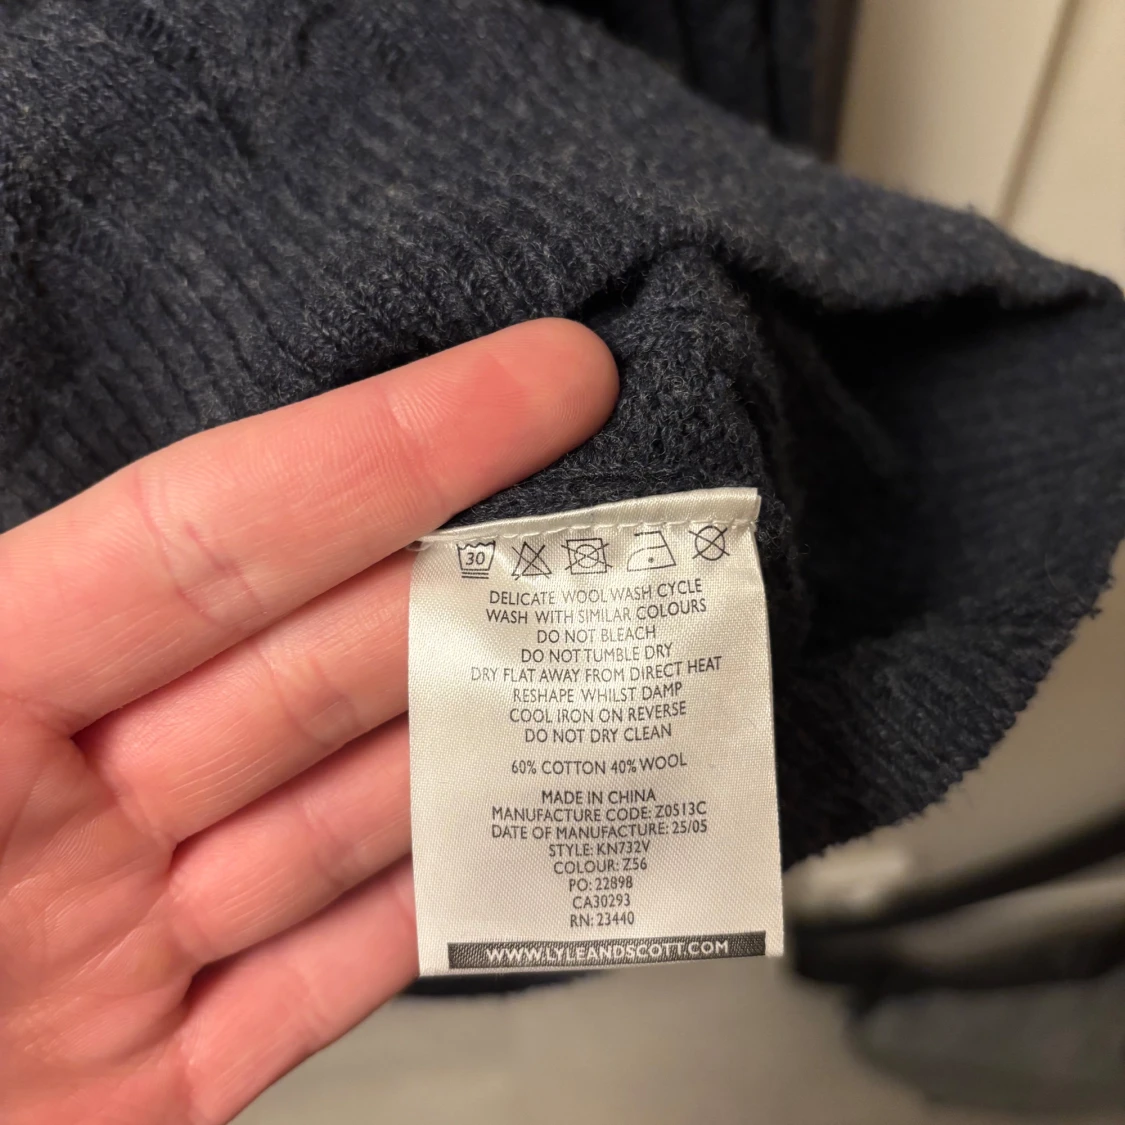 30
DELICATE WOOL WASH CYCLE
WASH WITH SIMILAR COLOURS
DO NOT BLEACH
DO NOT TUMBLE DRY
DRY FLAT AWAY FROM DIRECT HEAT
RESHAPE WHILST DAMP
COOL IRON ON REVERSE
DO NOT DRY CLEAN
60% COTTON 40% WOOL
MADE IN CHINA
MANUFACTURE CODE: Z0513C
DATE OF MANUFACTURE: 25/05
STYLE: KN732V
COLOUR: Z56
PO: 22898
CA30293
RN: 23440
WWW.LYLEANDSCOTT.COM